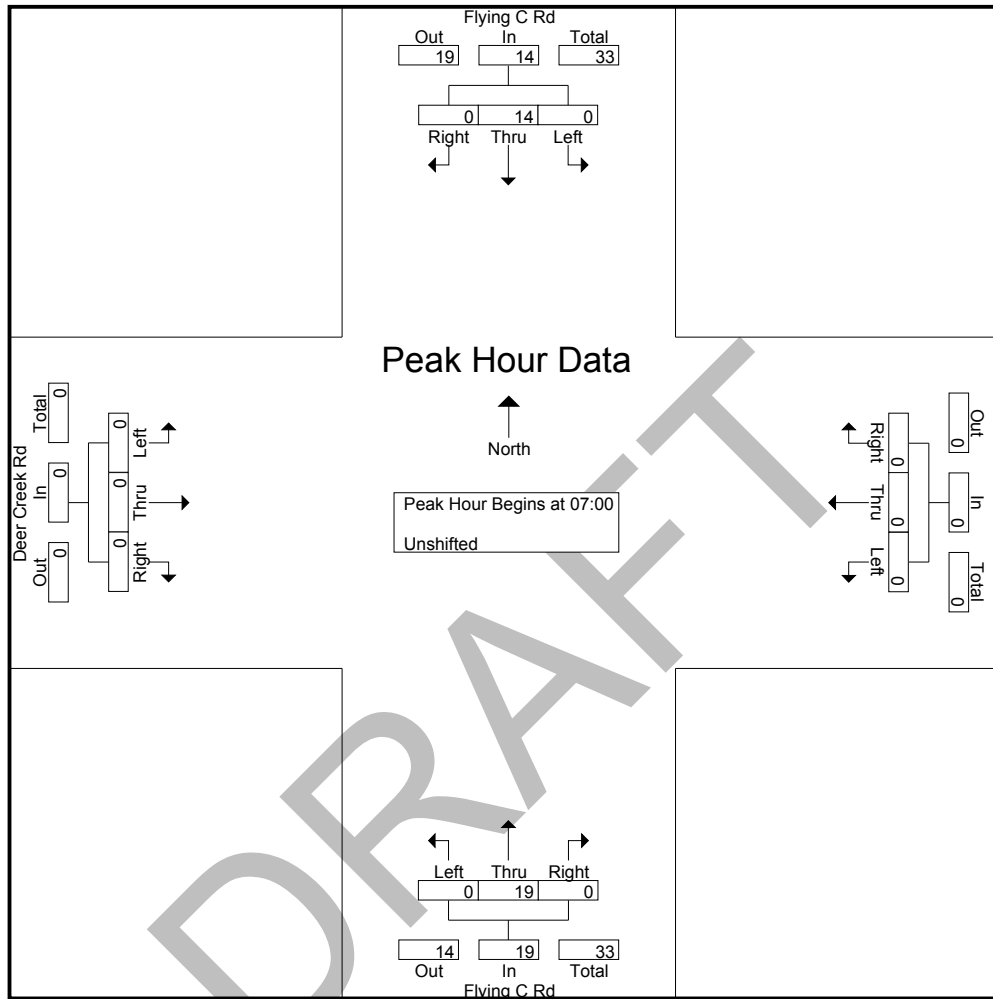 Flying C Rd
Out In Total
19 14 33
0 14 0
Right Thru Left
Peak Hour Data
North
Peak Hour Begins at 07:00
Unshifted
Deer Creek Rd
Out In Total
0 0 0
0 0 0
Left Thru Right
Out In Total
0 0 0
0 0 0
Right Thru Left
DRAFT
Left Thru Right
0 19 0
14 19 33
Out In Total
Flying C Rd